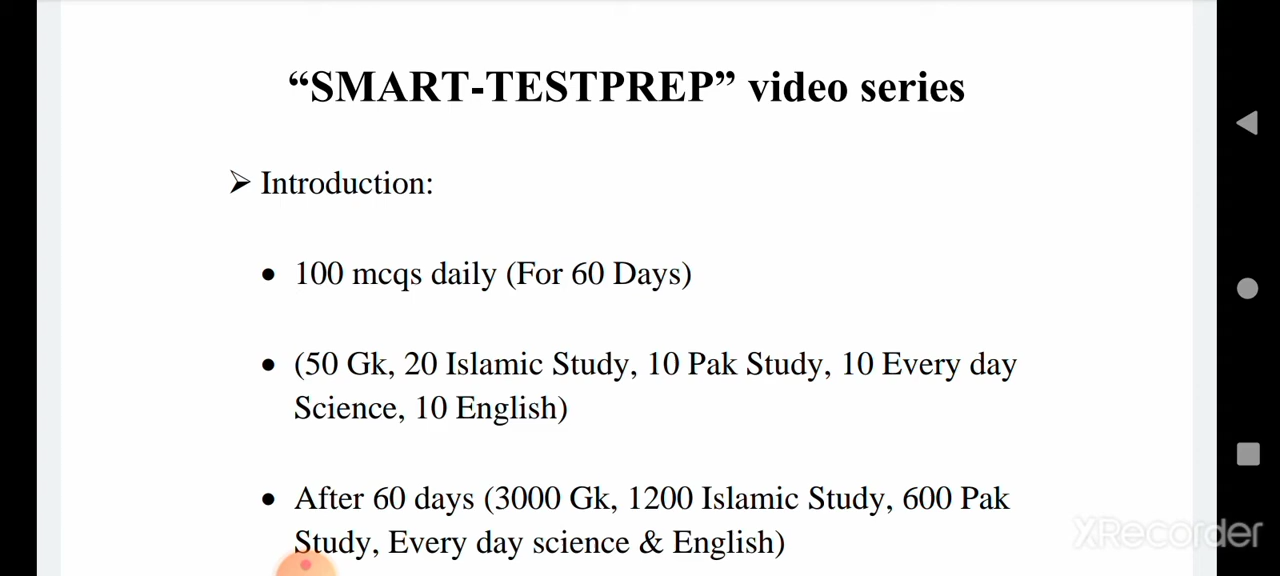 “SMART-TESTPREP” video series
➢ Introduction:
• 100 mcqs daily (For 60 Days)
• (50 Gk, 20 Islamic Study, 10 Pak Study, 10 Every day
Science, 10 English)
• After 60 days (3000 Gk, 1200 Islamic Study, 600 Pak
Study, Every day science & English)
XRecorder